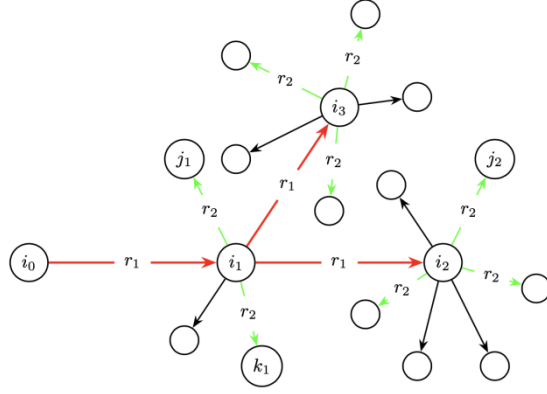 r₂
r₂
i₃
j₁
r₂
j₂
r₁
r₂
r₂
i₀
r₁
i₁
r₁
i₂
r₂
r₂
r₂
k₁